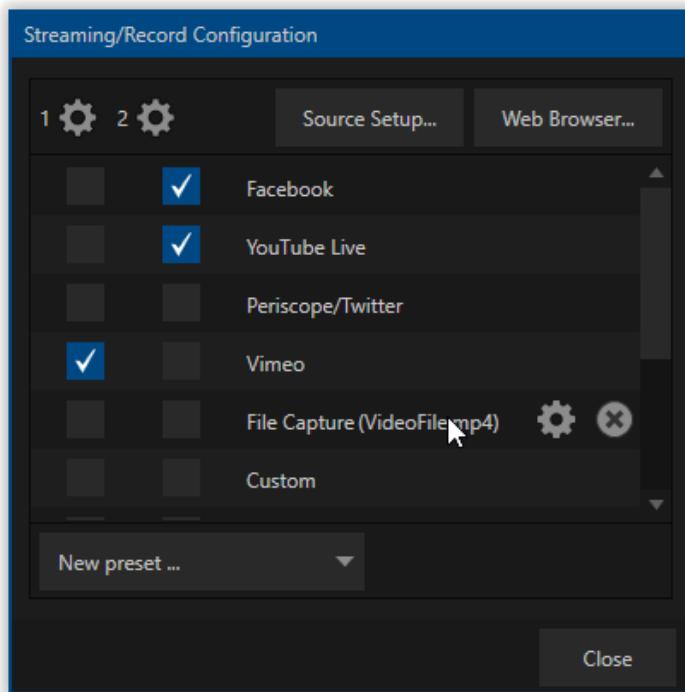 Streaming/Record Configuration
1 2 Source Setup... Web Browser...
Facebook
YouTube Live
Periscope/Twitter
Vimeo
File Capture (VideoFile.mp4)
Custom
New preset ...
Close